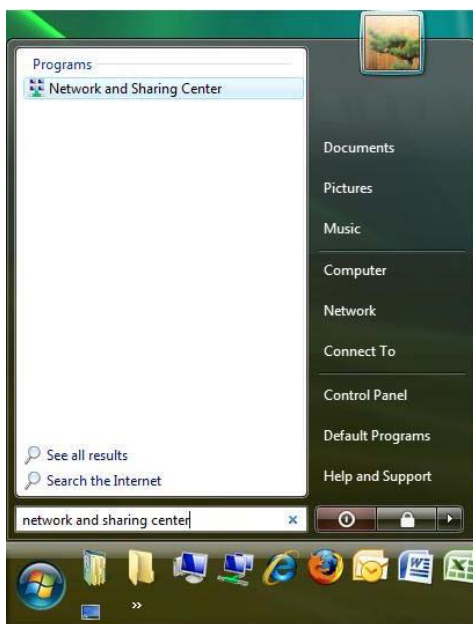 Programs
Network and Sharing Center
See all results
Search the Internet
network and sharing center
Documents
Pictures
Music
Computer
Network
Connect To
Control Panel
Default Programs
Help and Support
»